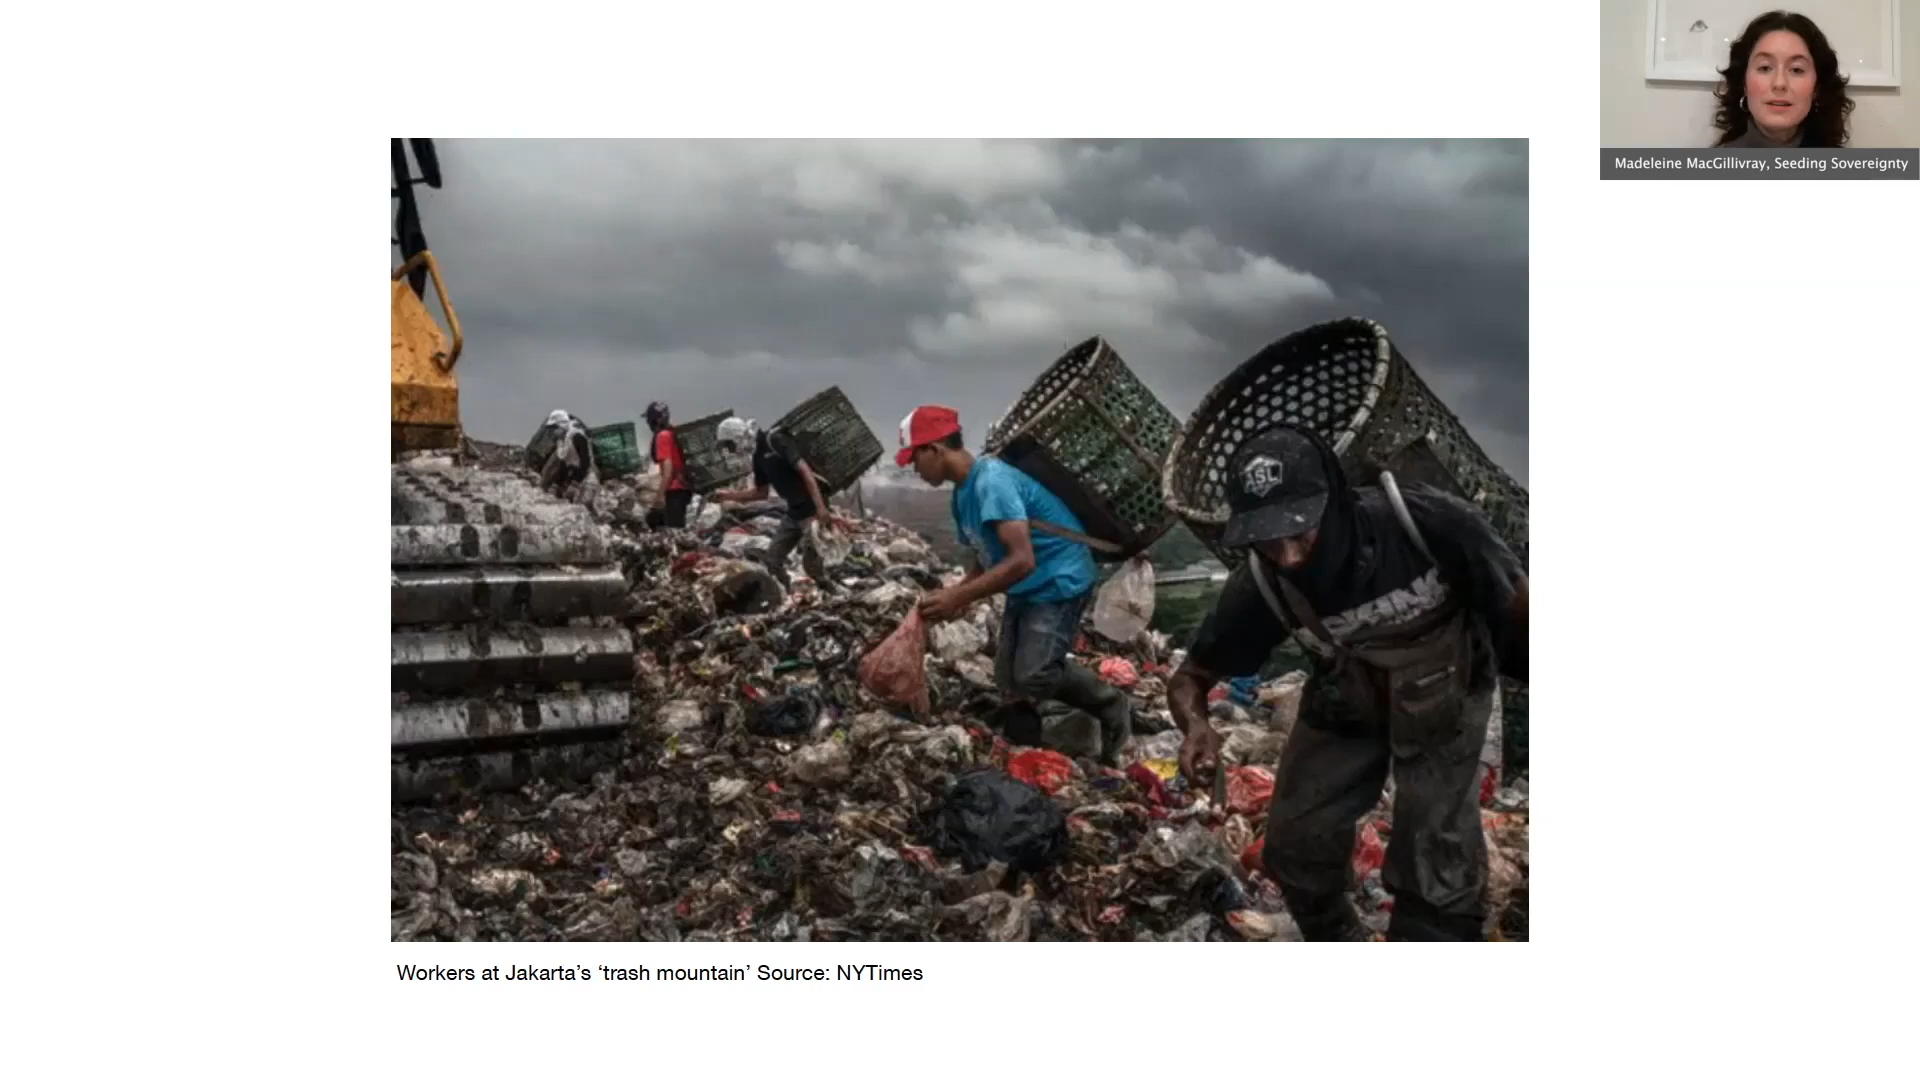 Madeleine MacGillivray, Seeding Sovereignty
ASL
Workers at Jakarta’s ‘trash mountain’ Source: NYTimes